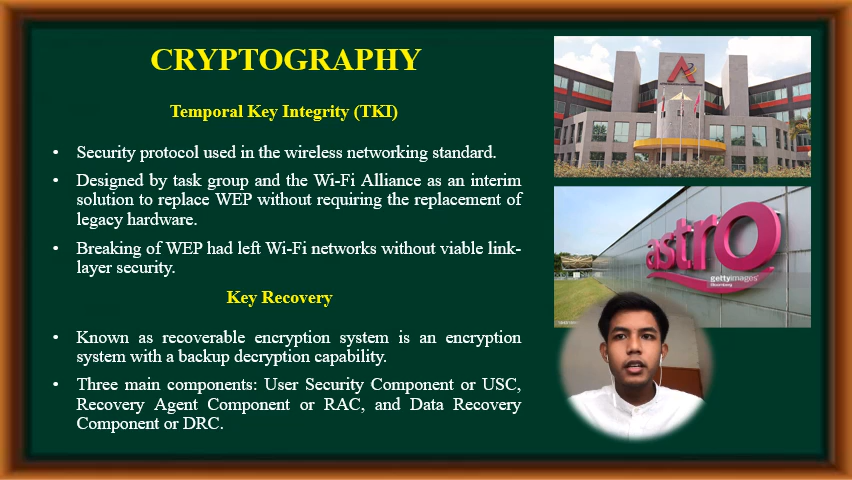 CRYPTOGRAPHY
Temporal Key Integrity (TKI)
• Security protocol used in the wireless networking standard.
• Designed by task group and the Wi-Fi Alliance as an interim
solution to replace WEP without requiring the replacement of
legacy hardware.
• Breaking of WEP had left Wi-Fi networks without viable link-
layer security.
Key Recovery
• Known as recoverable encryption system is an encryption
system with a backup decryption capability.
• Three main components: User Security Component or USC,
Recovery Agent Component or RAC, and Data Recovery
Component or DRC.
astro
gettyimages
Bloomberg